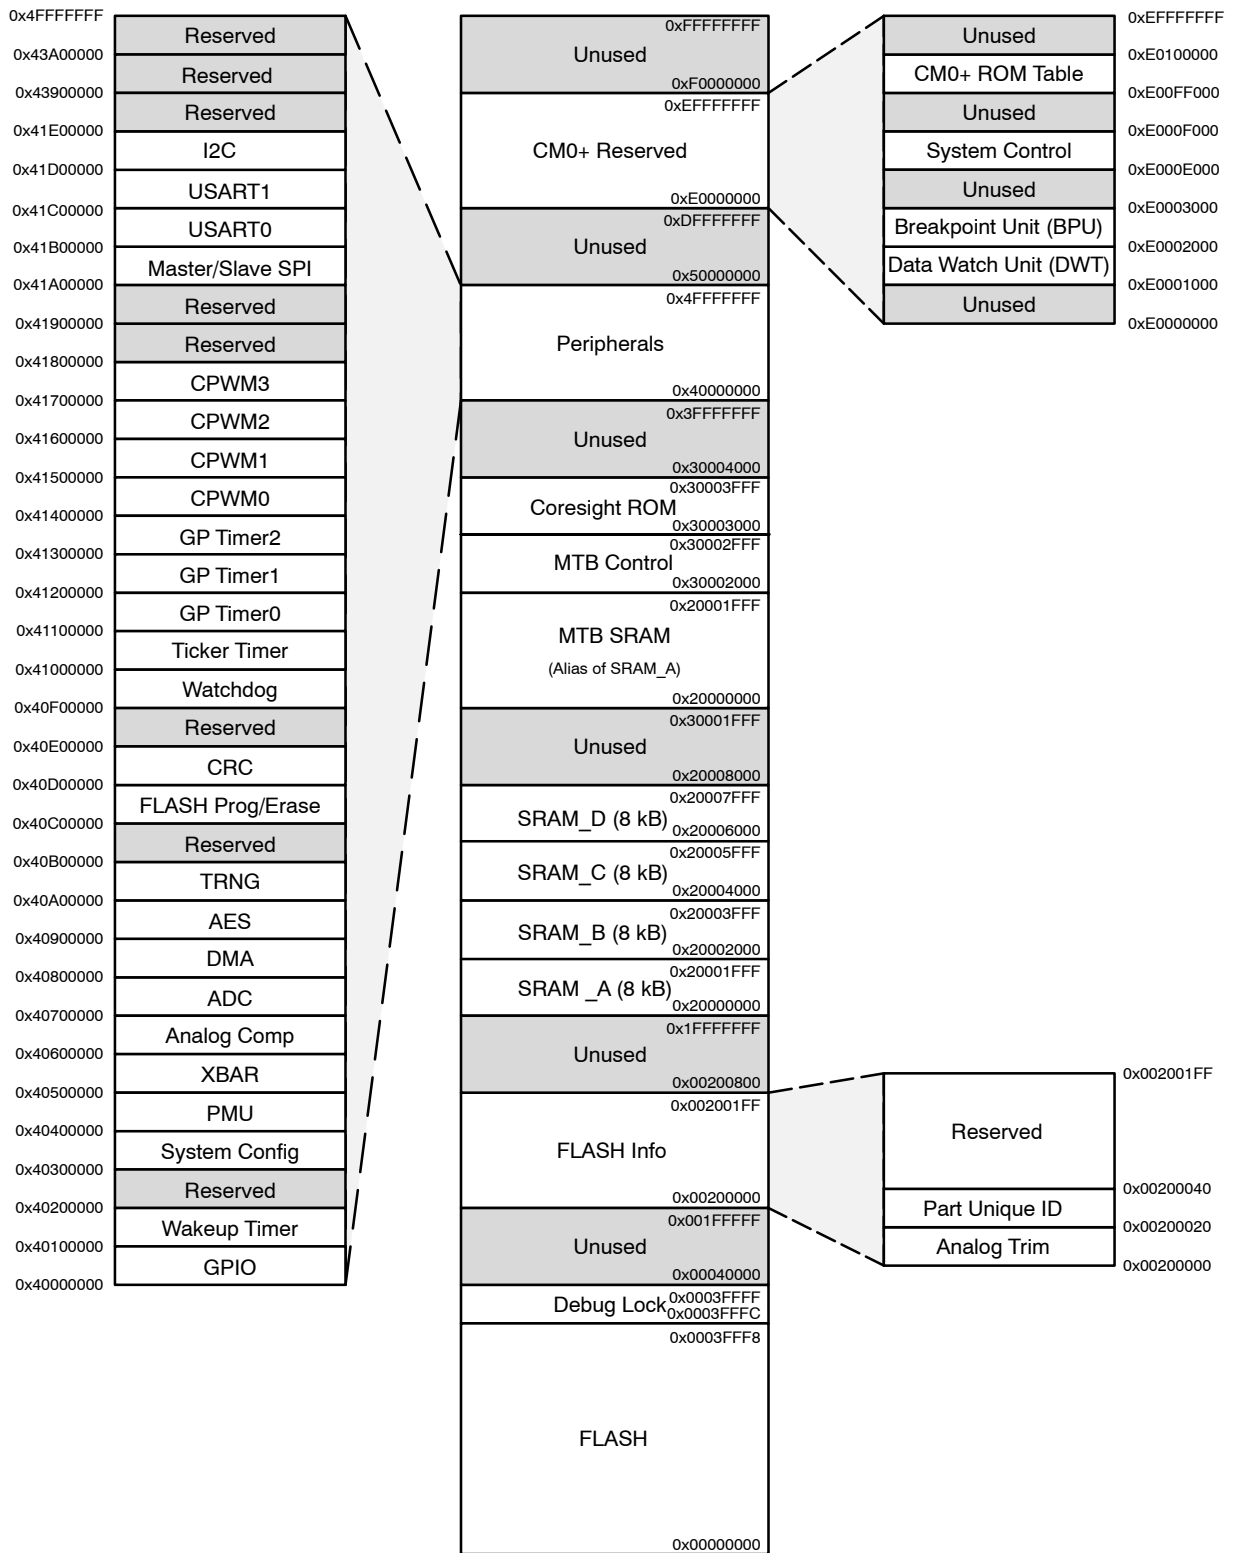 0x4FFFFFFF
Reserved
0x43A00000
Reserved
0x43900000
Reserved
0x41E00000
I2C
0x41D00000
USART1
0x41C00000
USART0
0x41B00000
Master/Slave SPI
0x41A00000
Reserved
0x41900000
Reserved
0x41800000
CPWM3
0x41700000
CPWM2
0x41600000
CPWM1
0x41500000
CPWM0
0x41400000
GP Timer2
0x41300000
GP Timer1
0x41200000
GP Timer0
0x41100000
Ticker Timer
0x41000000
Watchdog
0x40F00000
Reserved
0x40E00000
CRC
0x40D00000
FLASH Prog/Erase
0x40C00000
Reserved
0x40B00000
TRNG
0x40A00000
AES
0x40900000
DMA
0x40800000
ADC
0x40700000
Analog Comp
0x40600000
XBAR
0x40500000
PMU
0x40400000
System Config
0x40300000
Reserved
0x40200000
Wakeup Timer
0x40100000
GPIO
0x40000000
0xFFFFFFFF
Unused
0xF0000000
0xEFFFFFFF
CM0+ Reserved
0xE0000000
0xDFFFFFFF
Unused
0x50000000
0x4FFFFFFF
Peripherals
0x40000000
0x3FFFFFFF
Unused
0x30004000
0x30003FFF
Coresight ROM
0x30003000
0x30002FFF
MTB Control
0x30002000
0x20001FFF
MTB SRAM
(Alias of SRAM_A)
0x20000000
0x30001FFF
Unused
0x20008000
0x20007FFF
SRAM_D (8 kB)
0x20006000
0x20005FFF
SRAM_C (8 kB)
0x20004000
0x20003FFF
SRAM_B (8 kB)
0x20002000
0x20001FFF
SRAM _A (8 kB)
0x20000000
0x1FFFFFFF
Unused
0x00200800
0x002001FF
FLASH Info
0x00200000
0x001FFFFF
Unused
0x00040000
0x0003FFFF
Debug Lock
0x0003FFFC
0x0003FFF8
FLASH
0x00000000
0xEFFFFFFF
Unused
0xE0100000
CM0+ ROM Table
0xE00FF000
Unused
0xE000F000
System Control
0xE000E000
Unused
0xE0003000
Breakpoint Unit (BPU)
0xE0002000
Data Watch Unit (DWT)
0xE0001000
Unused
0xE0000000
0x002001FF
Reserved
0x00200040
Part Unique ID
0x00200020
Analog Trim
0x00200000